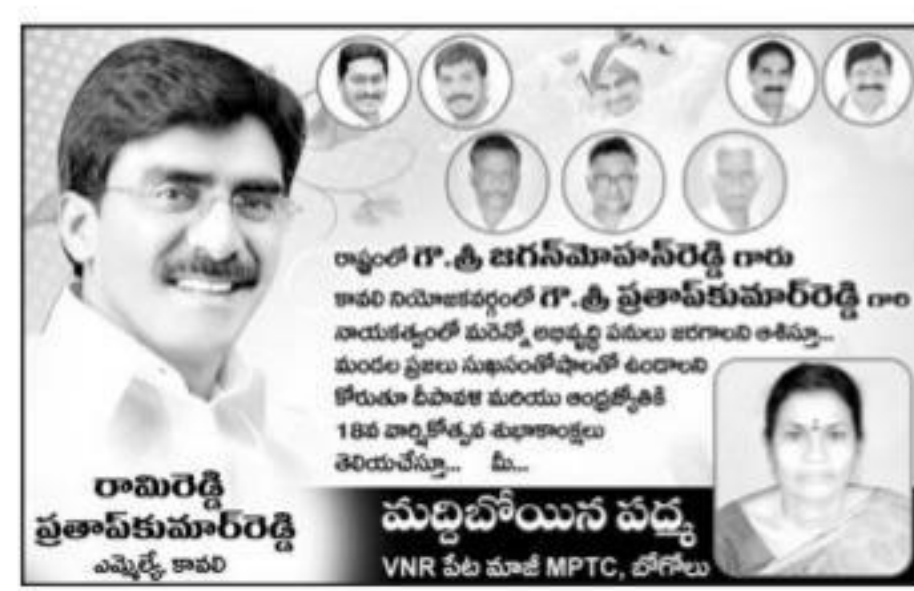 రాష్ట్రంలో గౌ.శ్రీ జగన్‌మోహన్‌రెడ్డి గారు
కావలి నియోజకవర్గంలో గౌ.శ్రీ ప్రతాప్‌కుమార్‌రెడ్డి గారి
నాయకత్వంలో మరెన్నో అభివృద్ధి పనులు జరగాలని ఆశిస్తూ...
మండల ప్రజలు సుఖసంతోషాలతో ఉండాలని
కోరుతూ దీపావళి మరియు ఆంధ్రజ్యోతికి
18వ వార్షికోత్సవ శుభాకాంక్షలు
తెలియచేస్తూ... మీ...
రామిరెడ్డి
ప్రతాప్‌కుమార్‌రెడ్డి
ఎమ్మెల్యే, కావలి
మద్దిబోయిన పద్మ
VNR పేట మాజీ MPTC, బోగోలు